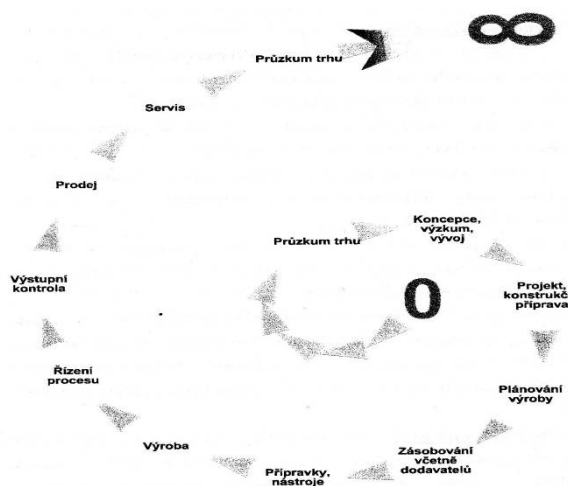 ∞
Průzkum trhu
Servis
Prodej
Výstupní
kontrola
Řízení
procesu
Výroba
Přípravky,
nástroje
Zásobování
včetně
dodavatelů
Plánování
výroby
Projekt,
konstrukč
příprava
Koncepce,
výzkum,
vývoj
Průzkum trhu
0